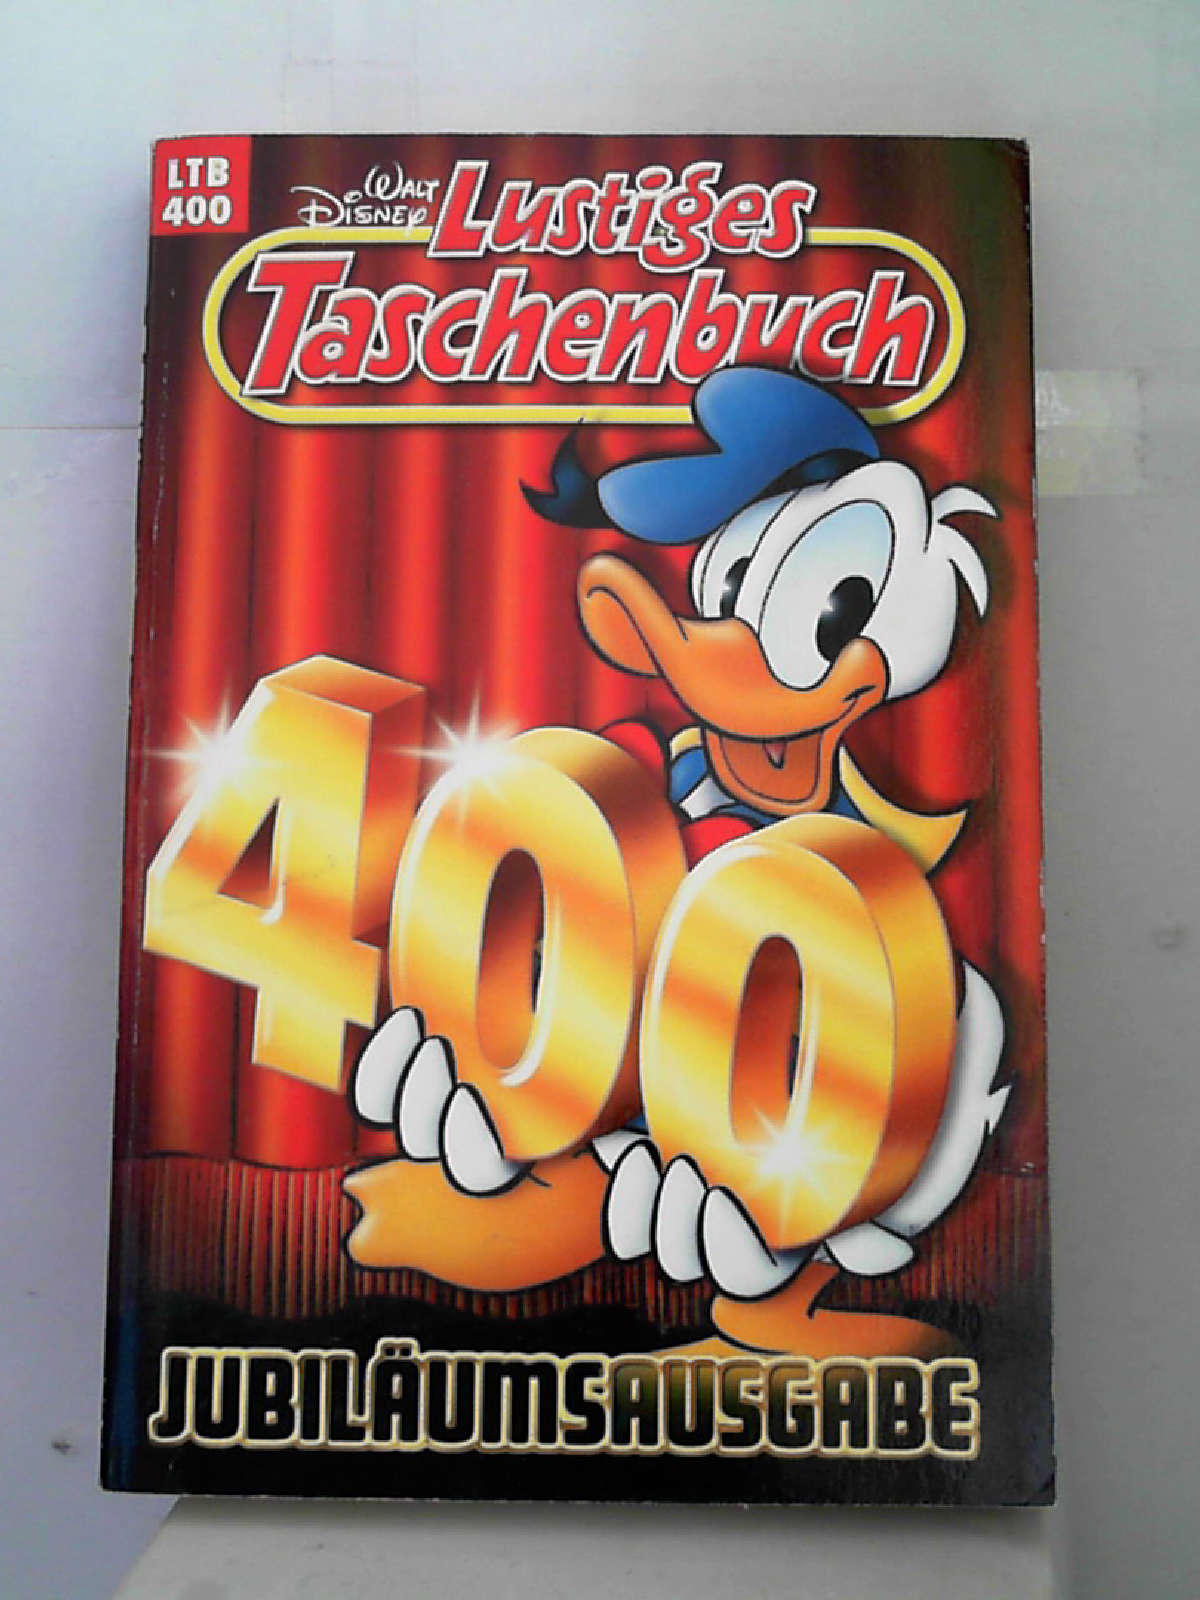 LTB
400
WALT
DISNEY
Lustiges
Taschenbuch
400
JUBILÄUMSAUSGABE